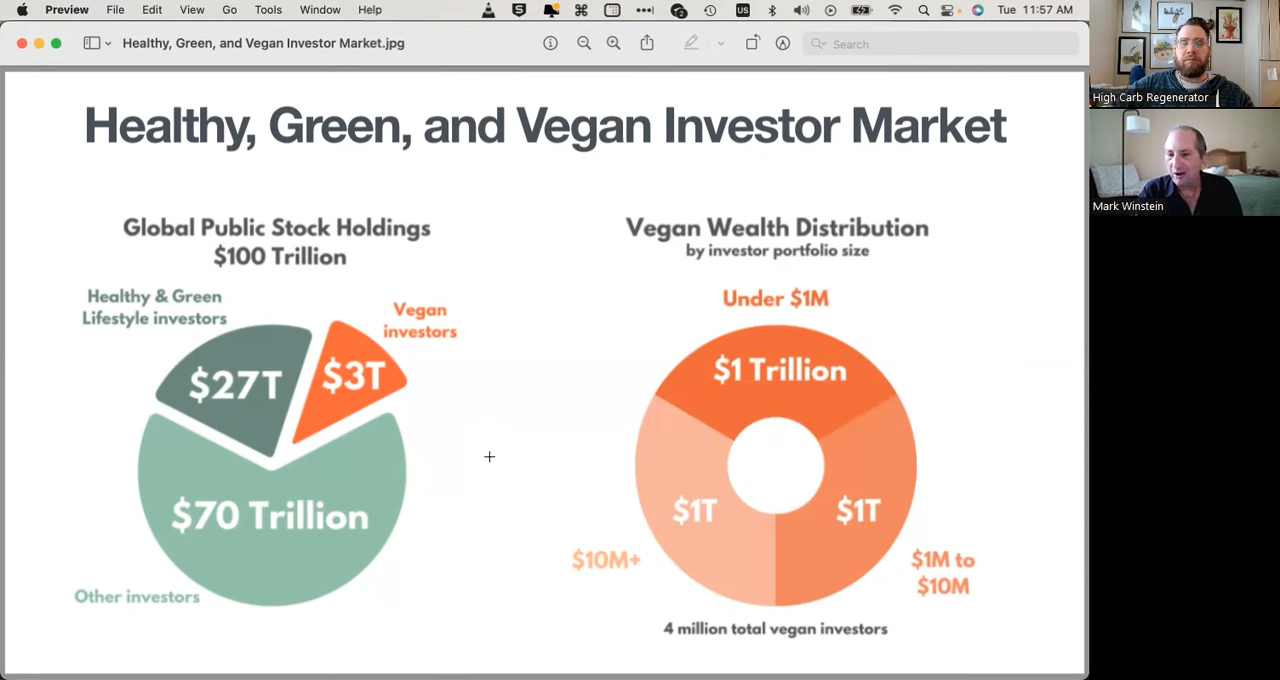 Preview File Edit View Go Tools Window Help
US
Tue 11:57 AM
Healthy, Green, and Vegan Investor Market.jpg
Search
High Carb Regenerator
Mark Winstein
Healthy, Green, and Vegan Investor Market
Global Public Stock Holdings
$100 Trillion
Healthy & Green
Lifestyle investors
Vegan
investors
$27T
$3T
$70 Trillion
Other investors
Vegan Wealth Distribution
by investor portfolio size
Under $1M
$1 Trillion
$1T
$1T
$10M+
$1M to
$10M
4 million total vegan investors